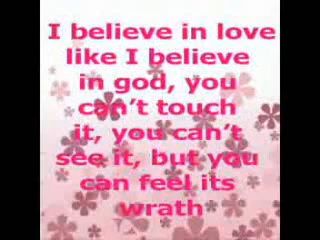 I believe in love
like I believe
in god, you
can't touch
it, you can't
see it, but you
can feel its
wrath